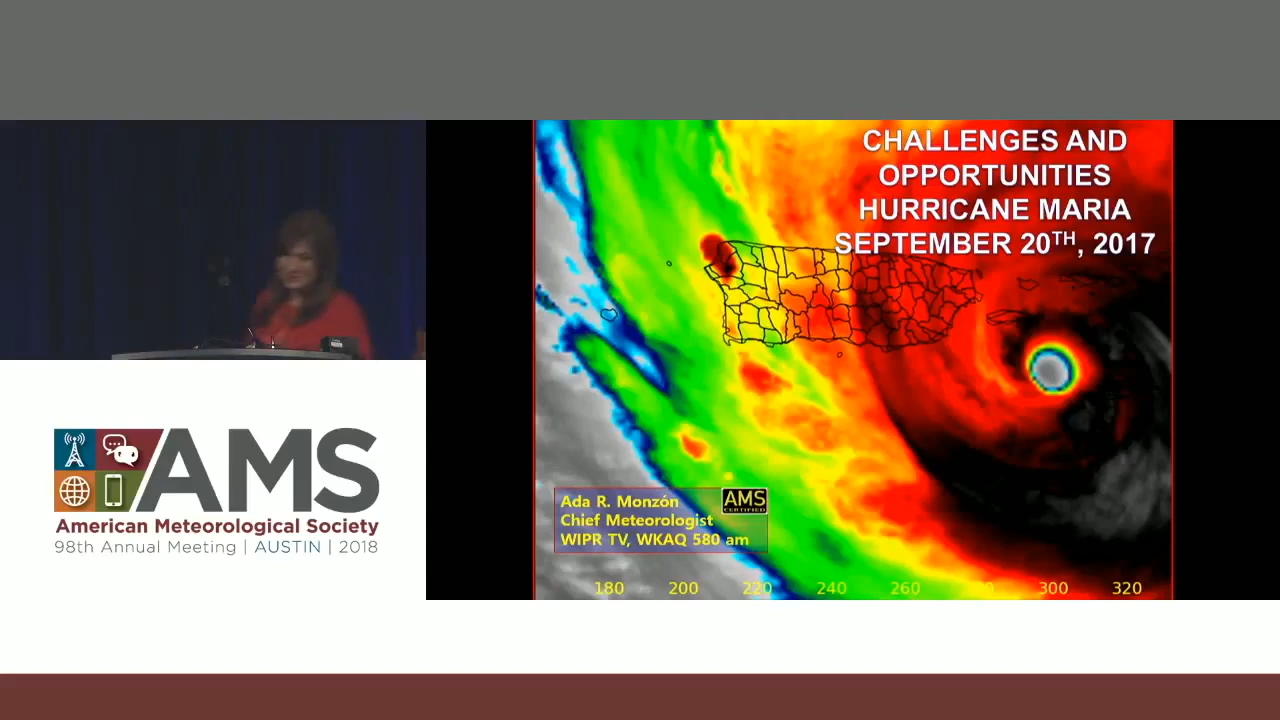 CHALLENGES AND
OPPORTUNITIES
HURRICANE MARIA
SEPTEMBER 20TH, 2017
AMS
American Meteorological Society
98th Annual Meeting | AUSTIN | 2018
Ada R. Monzón
Chief Meteorologist
WIPR TV, WKAQ 580 am
AMS
CERTIFIED
180 200 220 240 260 300 320